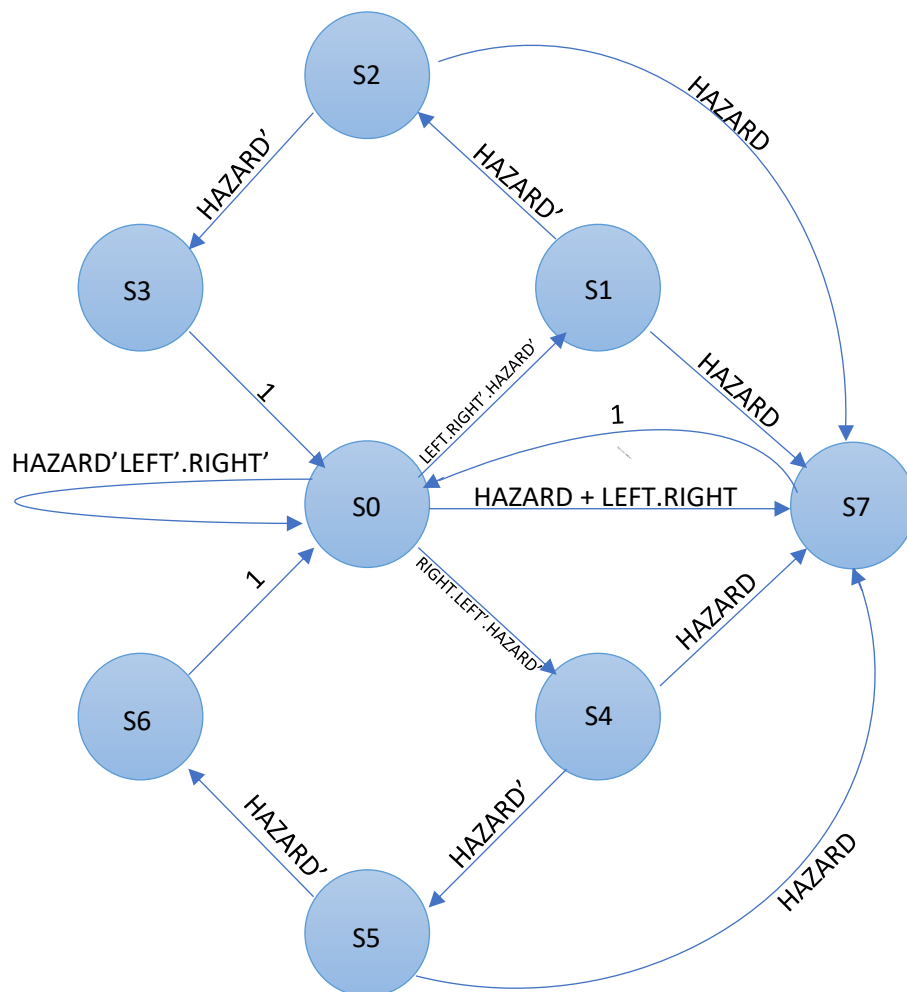 S2
HAZARD
HAZARD’
HAZARD’
S3
S1
LEFT.RIGHT’.HAZARD’
HAZARD
1
1
HAZARD’LEFT’.RIGHT’
S0
HAZARD + LEFT.RIGHT
S7
1
RIGHT.LEFT’.HAZARD’
HAZARD
S6
S4
HAZARD’
HAZARD’
HAZARD
S5